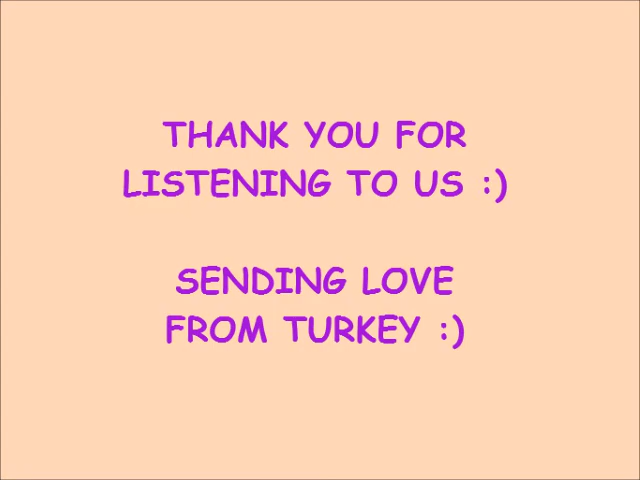 THANK YOU FOR
LISTENING TO US :)
SENDING LOVE
FROM TURKEY :)